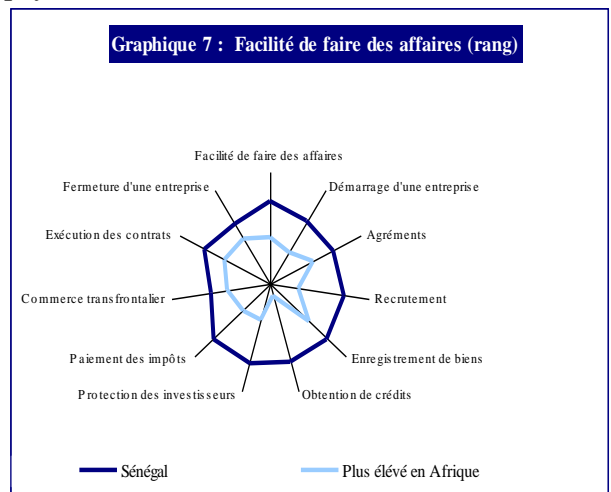 Graphique 7 : Facilité de faire des affaires (rang)
Facilité de faire des affaires
Fermeture d'une entreprise
Démarrage d'une entreprise
Exécution des contrats
Agréments
Commerce transfrontalier
Recrutement
Paiement des impôts
Enregistrement de biens
Protection des investisseurs
Obtention de crédits
Sénégal
Plus élévé en Afrique